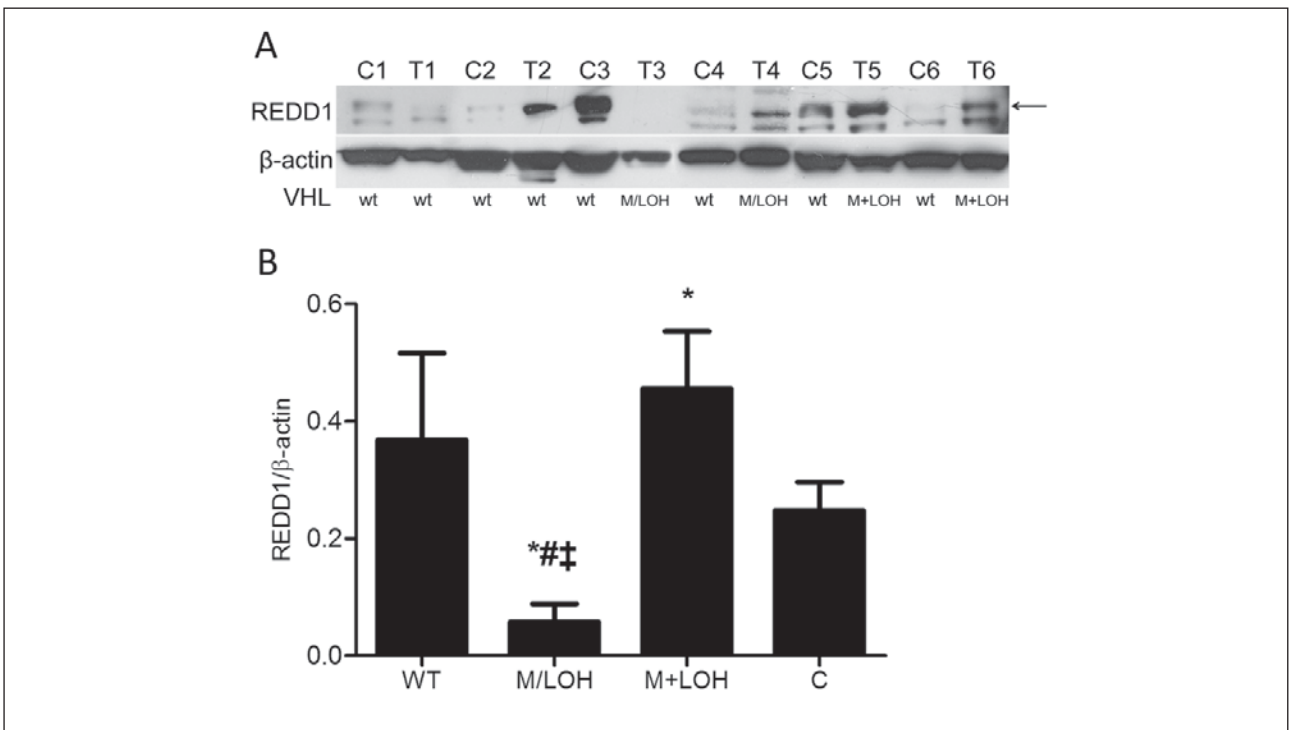 A
C1 T1 C2 T2 C3 T3 C4 T4 C5 T5 C6 T6
REDD1
β-actin
VHL wt wt wt wt wt M/LOH wt M/LOH wt M+LOH wt M+LOH
B
REDD1/β-actin
0.6
0.4
0.2
0.0
*#‡
*
WT M/LOH M+LOH C